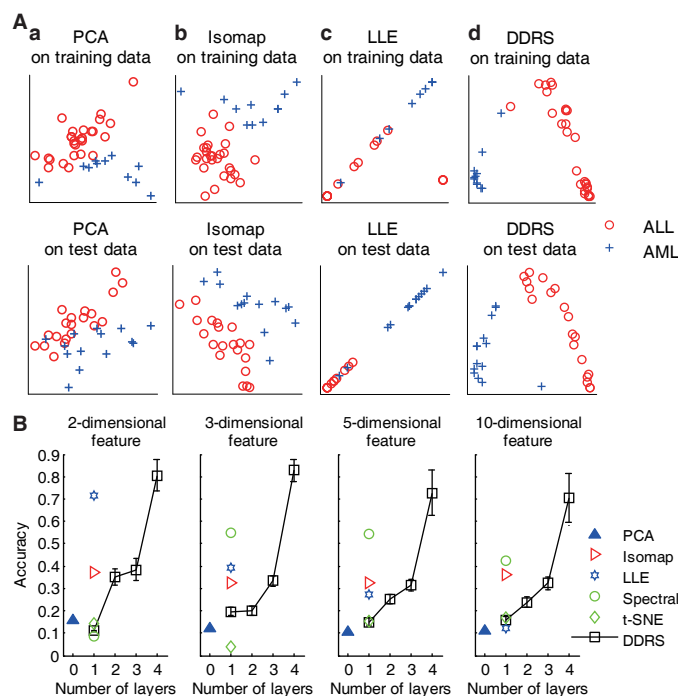 A
a
PCA
on training data
b
Isomap
on training data
c
LLE
on training data
d
DDRS
on training data
ALL
AML
PCA
on test data
Isomap
on test data
LLE
on test data
DDRS
on test data
B
2-dimensional
feature
3-dimensional
feature
5-dimensional
feature
10-dimensional
feature
Accuracy
0.9
0.8
0.7
0.6
0.5
0.4
0.3
0.2
0.1
0
0 1 2 3 4
0 1 2 3 4
0 1 2 3 4
0 1 2 3 4
Number of layers
Number of layers
Number of layers
Number of layers
PCA
Isomap
LLE
Spectral
t-SNE
DDRS